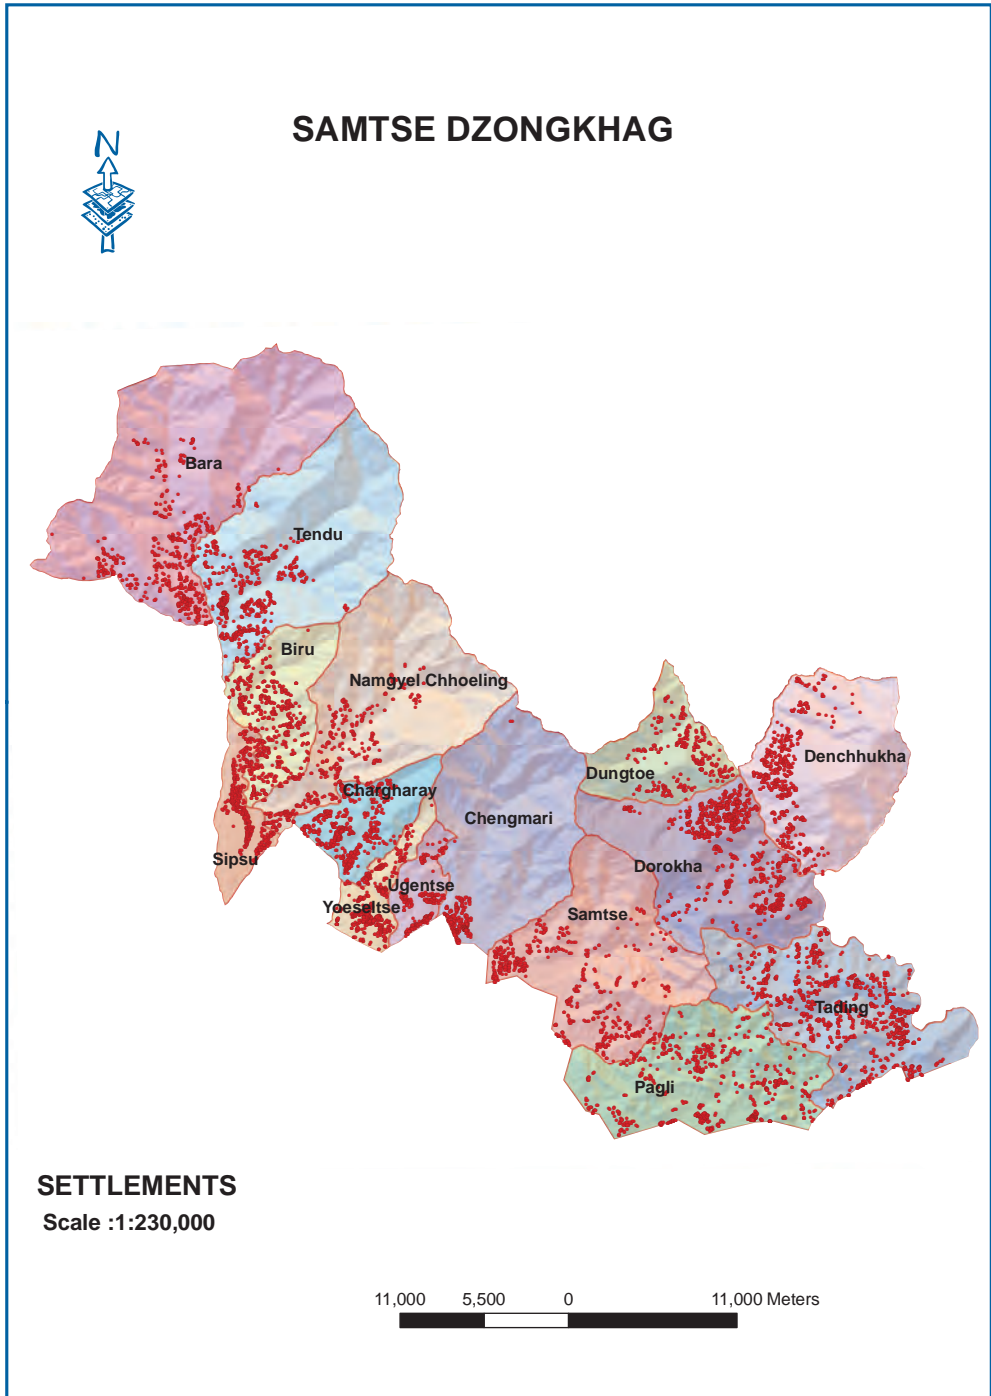 SAMTSE DZONGKHAG
N
Bara
Tendu
Biru
Namgyel Chhoeling
Denchhukha
Dungtoe
Chargharay
Chengmari
Sipsu
Dorokha
Ugentse
Yoeseltse
Samtse
Tading
Pagli
SETTLEMENTS
Scale :1:230,000
11,000 5,500 0 11,000 Meters